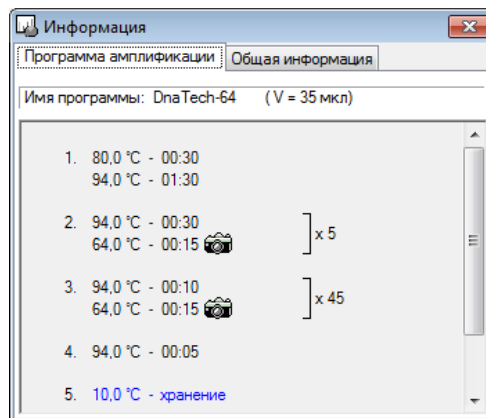 Информация
Программа амплификации Общая информация
Имя программы: DnaTech-64 ( V = 35 мкл)
1. 80,0 °C - 00:30
94,0 °C - 01:30
2. 94,0 °C - 00:30
64,0 °C - 00:15
x 5
3. 94,0 °C - 00:10
64,0 °C - 00:15
x 45
4. 94,0 °C - 00:05
5. 10,0 °C - хранение